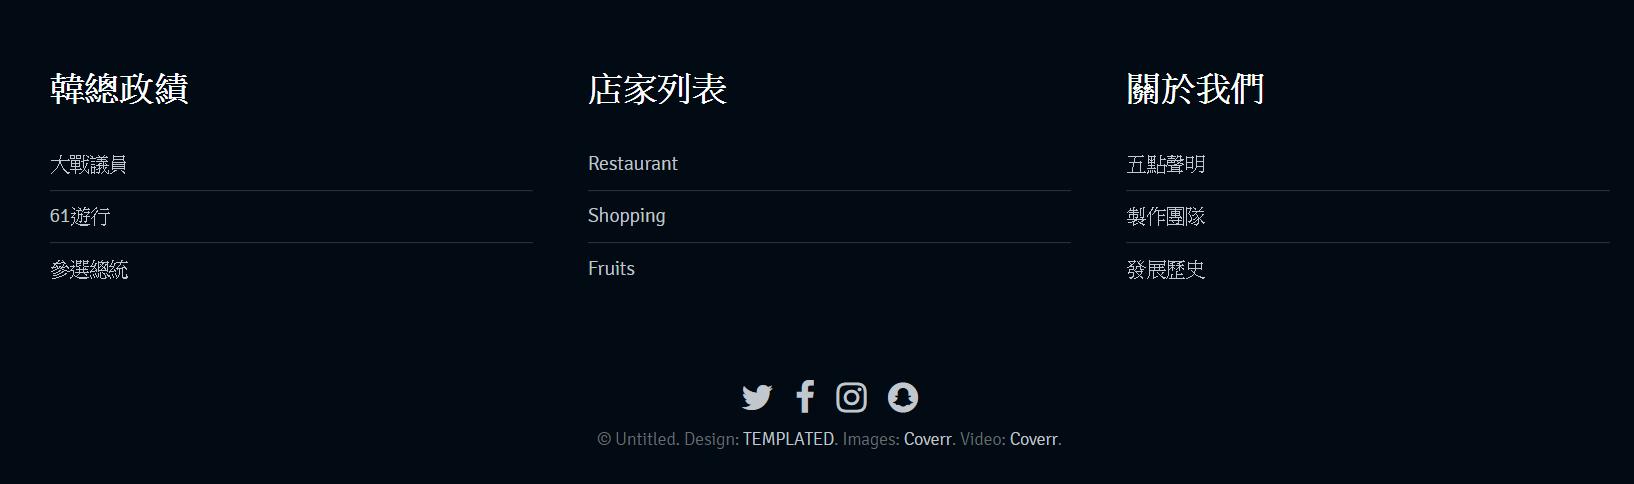 韓總政績
大戰議員
61遊行
參選總統
店家列表
Restaurant
Shopping
Fruits
關於我們
五點聲明
製作團隊
發展歷史
© Untitled. Design: TEMPLATED. Images: Coverr. Video: Coverr.